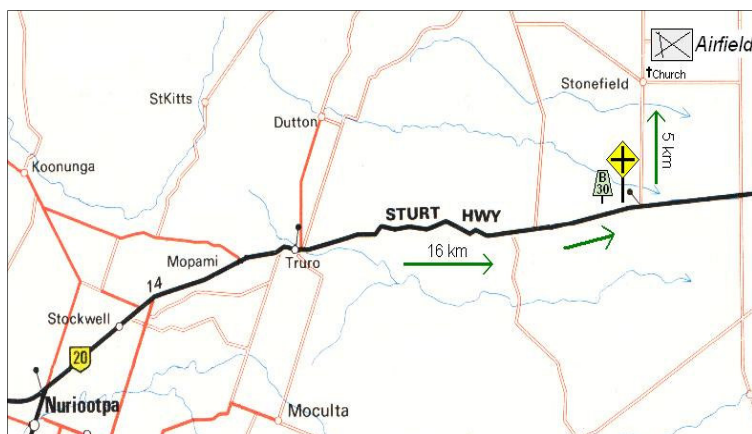 Airfield
Church
Stonefield
StKitts
Dutton
5 km
Koonunga
B
30
STURT HWY
16 km
Truro
Mopami
14
Stockwell
20
Nuriootpa
Moculta